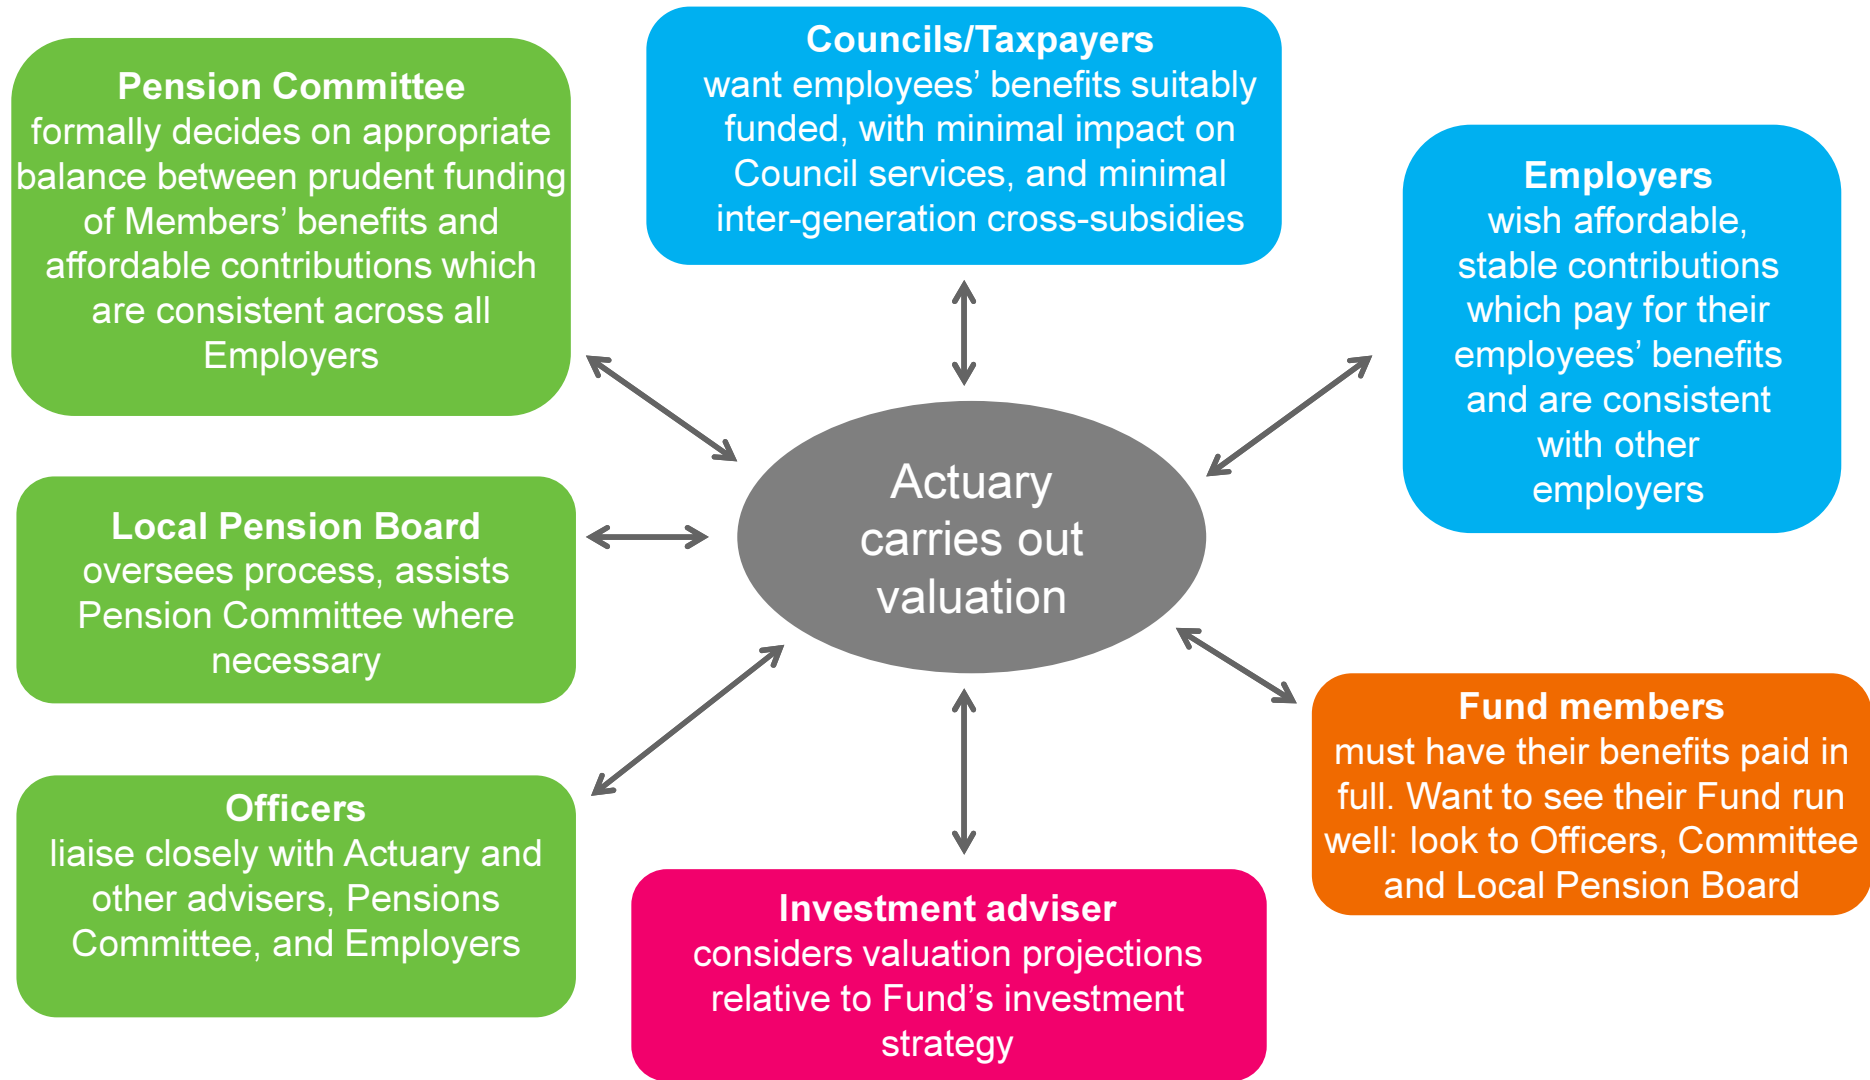 Pension Committee
formally decides on appropriate
balance between prudent funding
of Members’ benefits and
affordable contributions which
are consistent across all
Employers
Councils/Taxpayers
want employees’ benefits suitably
funded, with minimal impact on
Council services, and minimal
inter-generation cross-subsidies
Employers
wish affordable,
stable contributions
which pay for their
employees’ benefits
and are consistent
with other
employers
Actuary
carries out
valuation
Local Pension Board
oversees process, assists
Pension Committee where
necessary
Officers
liaise closely with Actuary and
other advisers, Pensions
Committee, and Employers
Investment adviser
considers valuation projections
relative to Fund’s investment
strategy
Fund members
must have their benefits paid in
full. Want to see their Fund run
well: look to Officers, Committee
and Local Pension Board